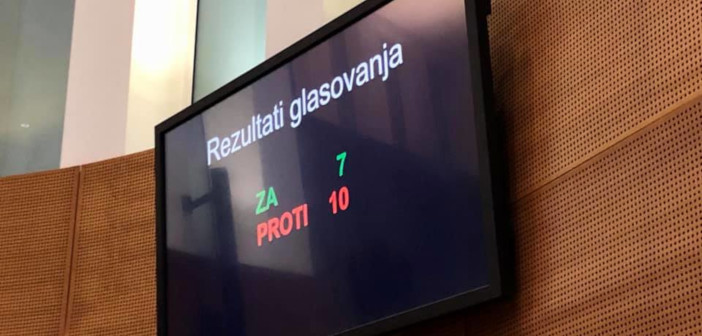 Rezultati glasovanja
ZA 7
PROTI 10